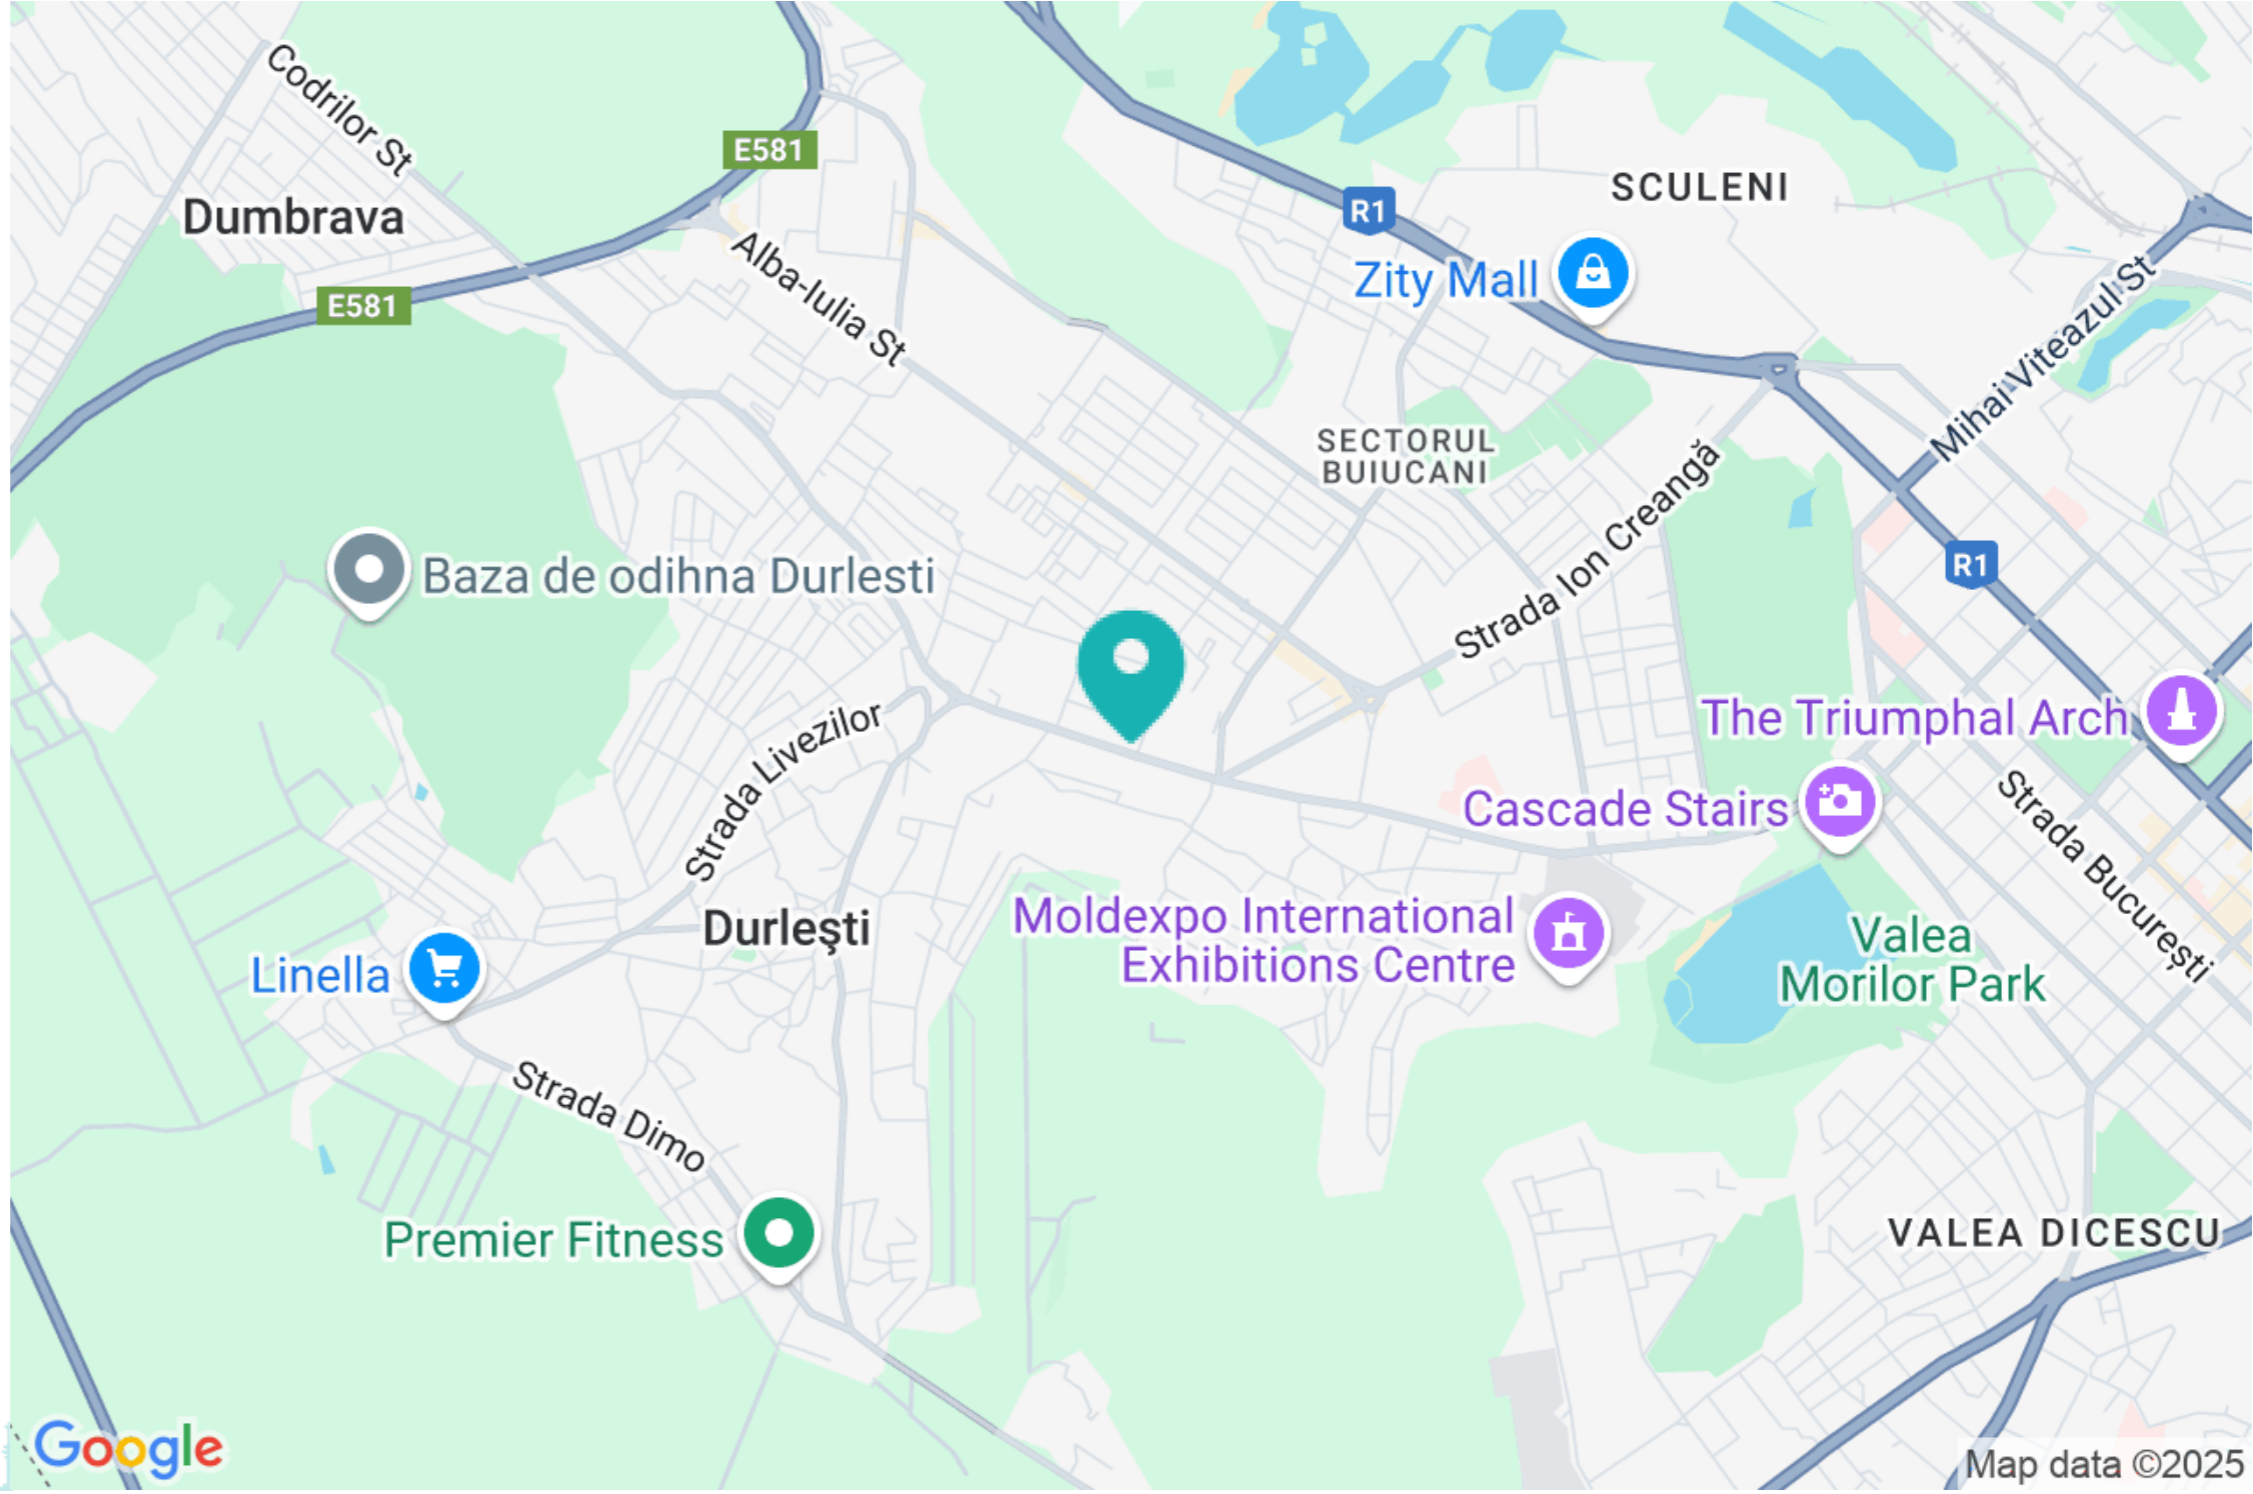 Codrilor St
E581
SCULENI
Dumbrava
R1
Alba-Iulia St
Zity Mall
E581
Mihai Viteazul St
SECTORUL
BUIUCANI
Strada Ion Creangă
R1
Baza de odihna Durlesti
The Triumphal Arch
Strada Livezilor
Cascade Stairs
Strada București
Durleşti
Moldexpo International
Exhibitions Centre
Valea
Morilor Park
Linella
Strada Dimo
Premier Fitness
VALEA DICESCU
Google
Map data ©2025